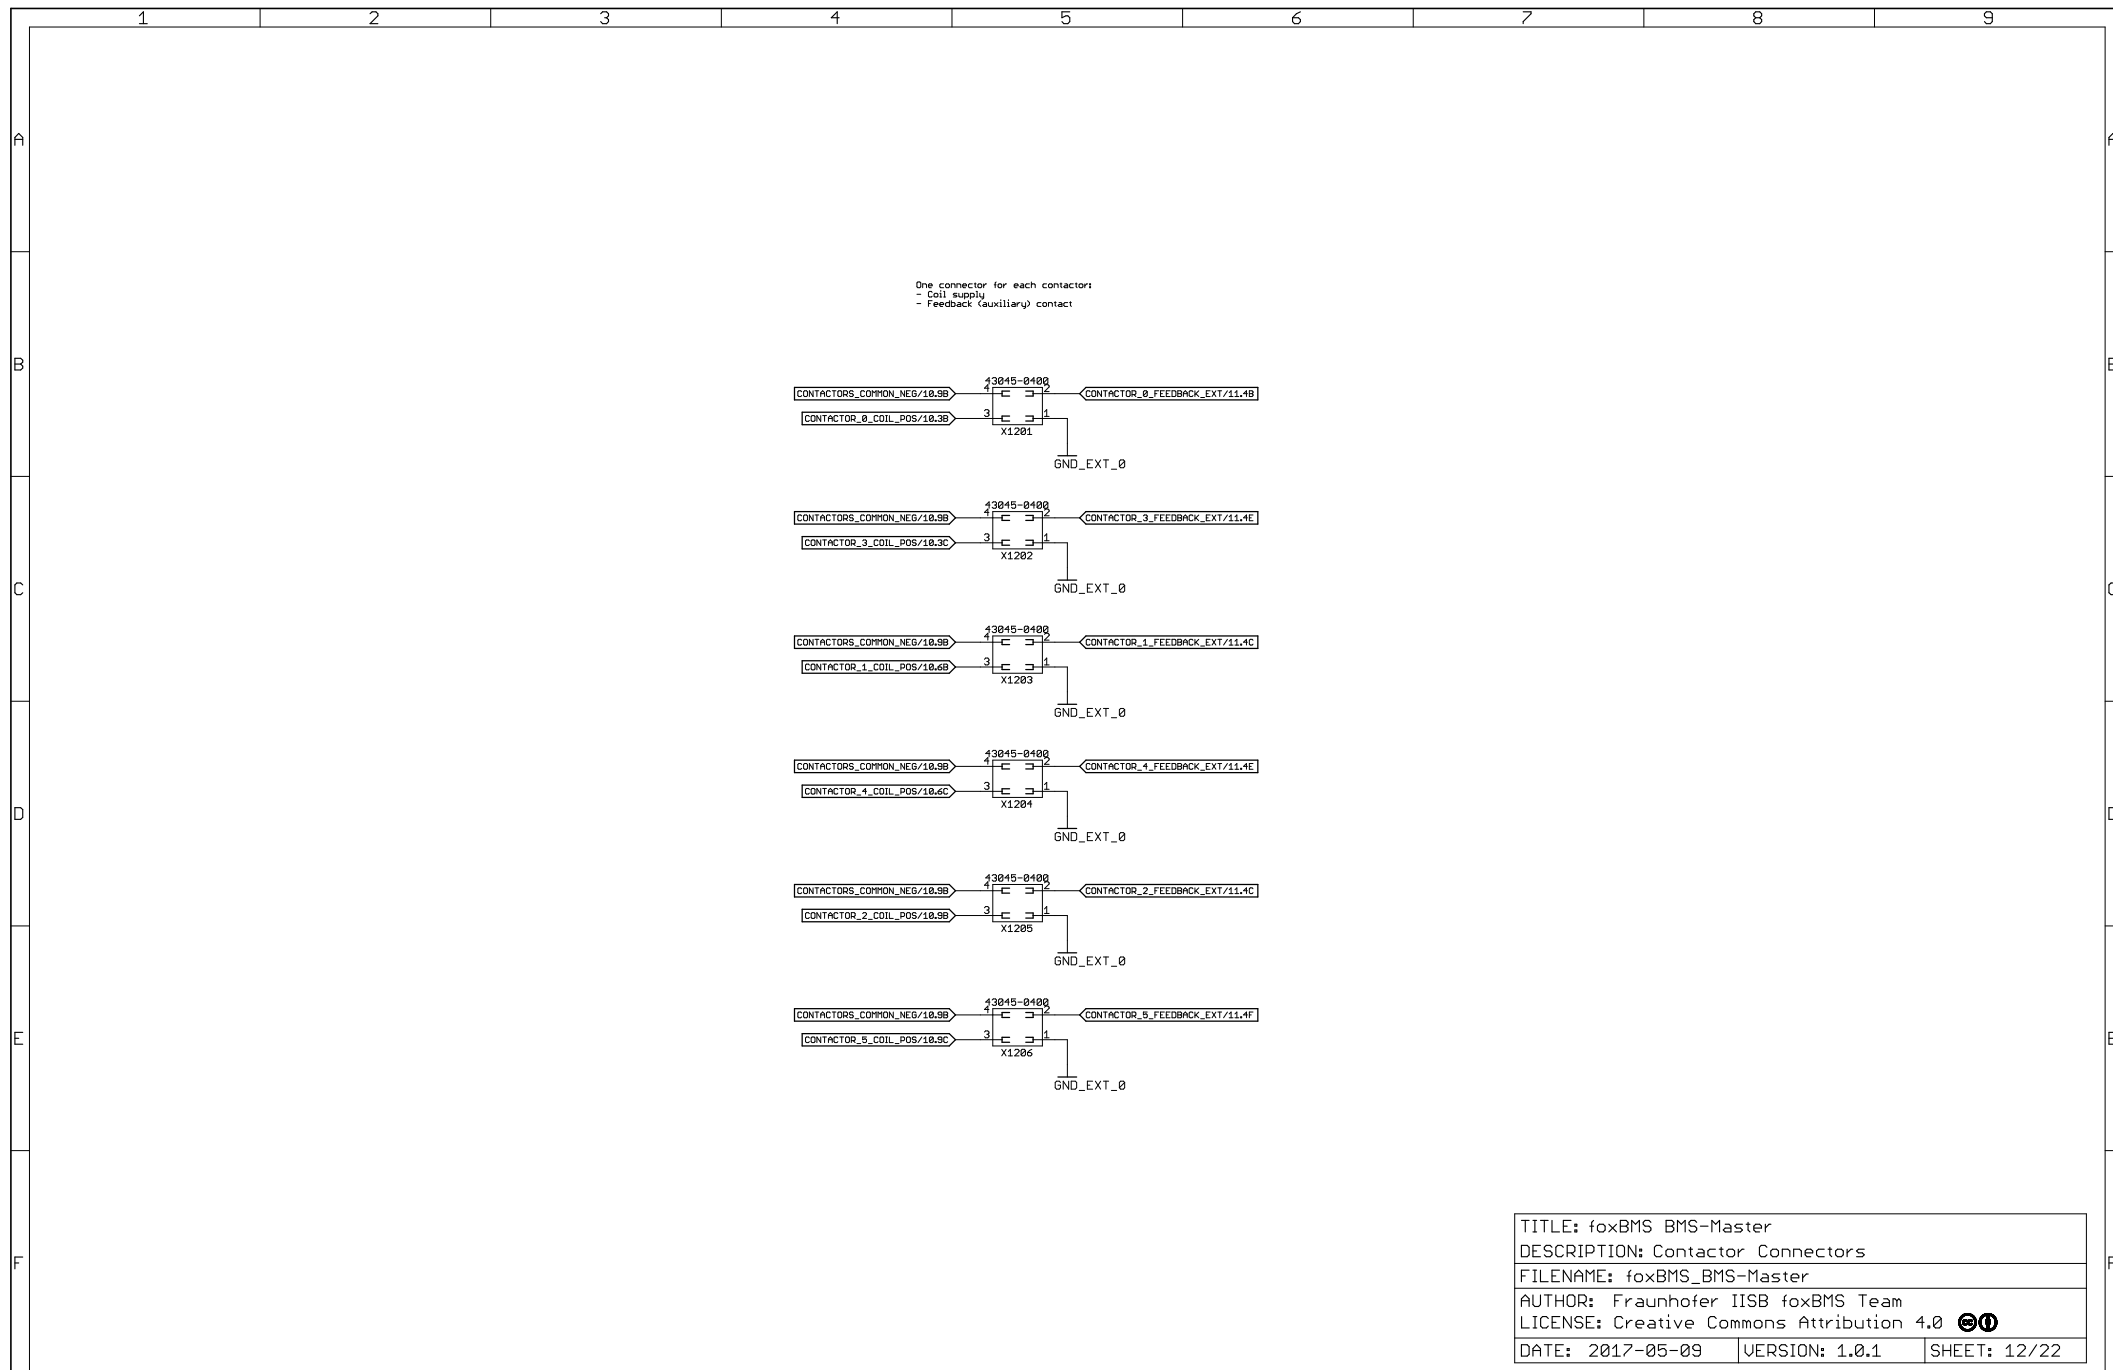 1 2 3 4 5 6 7 8 9
A
One connector for each contactor:
- Coil supply
- Feedback (auxiliary) contact
B
43045-0400
CONTACTORS_COMMON_NEG/10.9B 4 2 CONTACTOR_0_FEEDBACK_EXT/11.4B
CONTACTOR_0_COIL_POS/10.3B 3 1
X1201
GND_EXT_0
43045-0400
CONTACTORS_COMMON_NEG/10.9B 4 2 CONTACTOR_3_FEEDBACK_EXT/11.4E
CONTACTOR_3_COIL_POS/10.3C 3 1
X1202
C GND_EXT_0
43045-0400
CONTACTORS_COMMON_NEG/10.9B 4 2 CONTACTOR_1_FEEDBACK_EXT/11.4C
CONTACTOR_1_COIL_POS/10.6B 3 1
X1203
GND_EXT_0
43045-0400
CONTACTORS_COMMON_NEG/10.9B 4 2 CONTACTOR_4_FEEDBACK_EXT/11.4E
CONTACTOR_4_COIL_POS/10.6C 3 1
X1204
D
GND_EXT_0
43045-0400
CONTACTORS_COMMON_NEG/10.9B 4 2 CONTACTOR_2_FEEDBACK_EXT/11.4C
CONTACTOR_2_COIL_POS/10.9B 3 1
X1205
GND_EXT_0
43045-0400
CONTACTORS_COMMON_NEG/10.9B 4 2 CONTACTOR_5_FEEDBACK_EXT/11.4F
E CONTACTOR_5_COIL_POS/10.9C 3 1
X1206
GND_EXT_0
TITLE: foxBMS BMS-Master
DESCRIPTION: Contactor Connectors
F
FILENAME: foxBMS_BMS-Master
AUTHOR: Fraunhofer IISB foxBMS Team
LICENSE: Creative Commons Attribution 4.0 cc
DATE: 2017-05-09 VERSION: 1.0.1 SHEET: 12/22